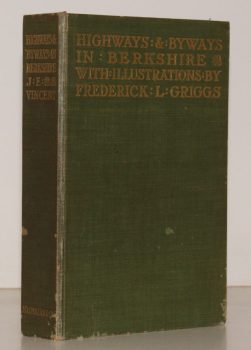 HIGHWAYS &
BYWAYS IN
BERKSHIRE
J. E.
VINCENT
HIGHWAYS : & : BYWAYS
IN : BERKSHIRE
WITH : ILLUSTRATIONS : BY
FREDERICK : L : GRIGGS